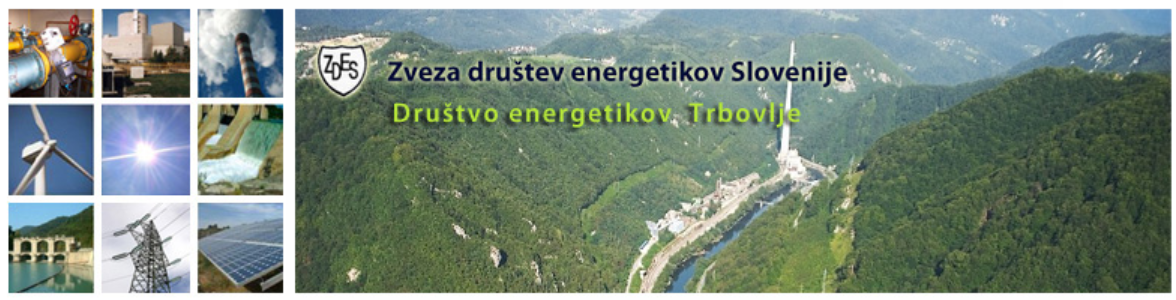 ZDES
Zveza društev energetikov Slovenije
Društvo energetikov Trbovlje